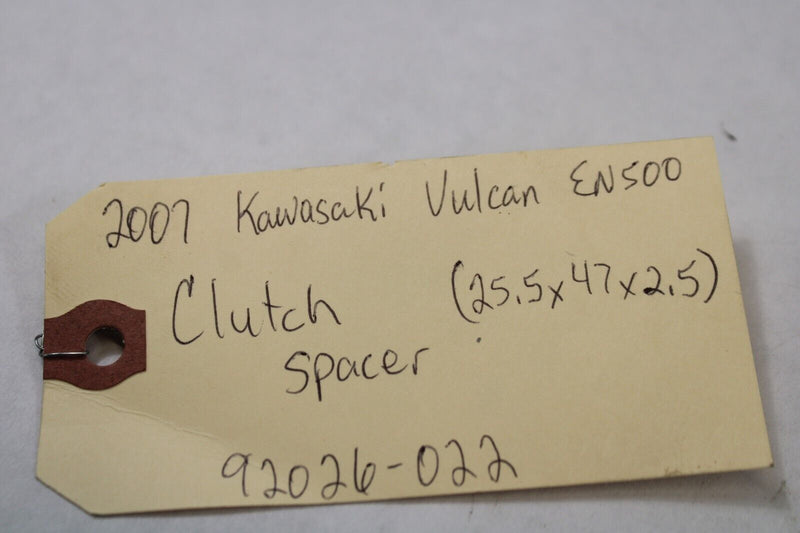 2007 Kawasaki Vulcan EN500
Clutch (25.5x47x2.5)
spacer
92026-022